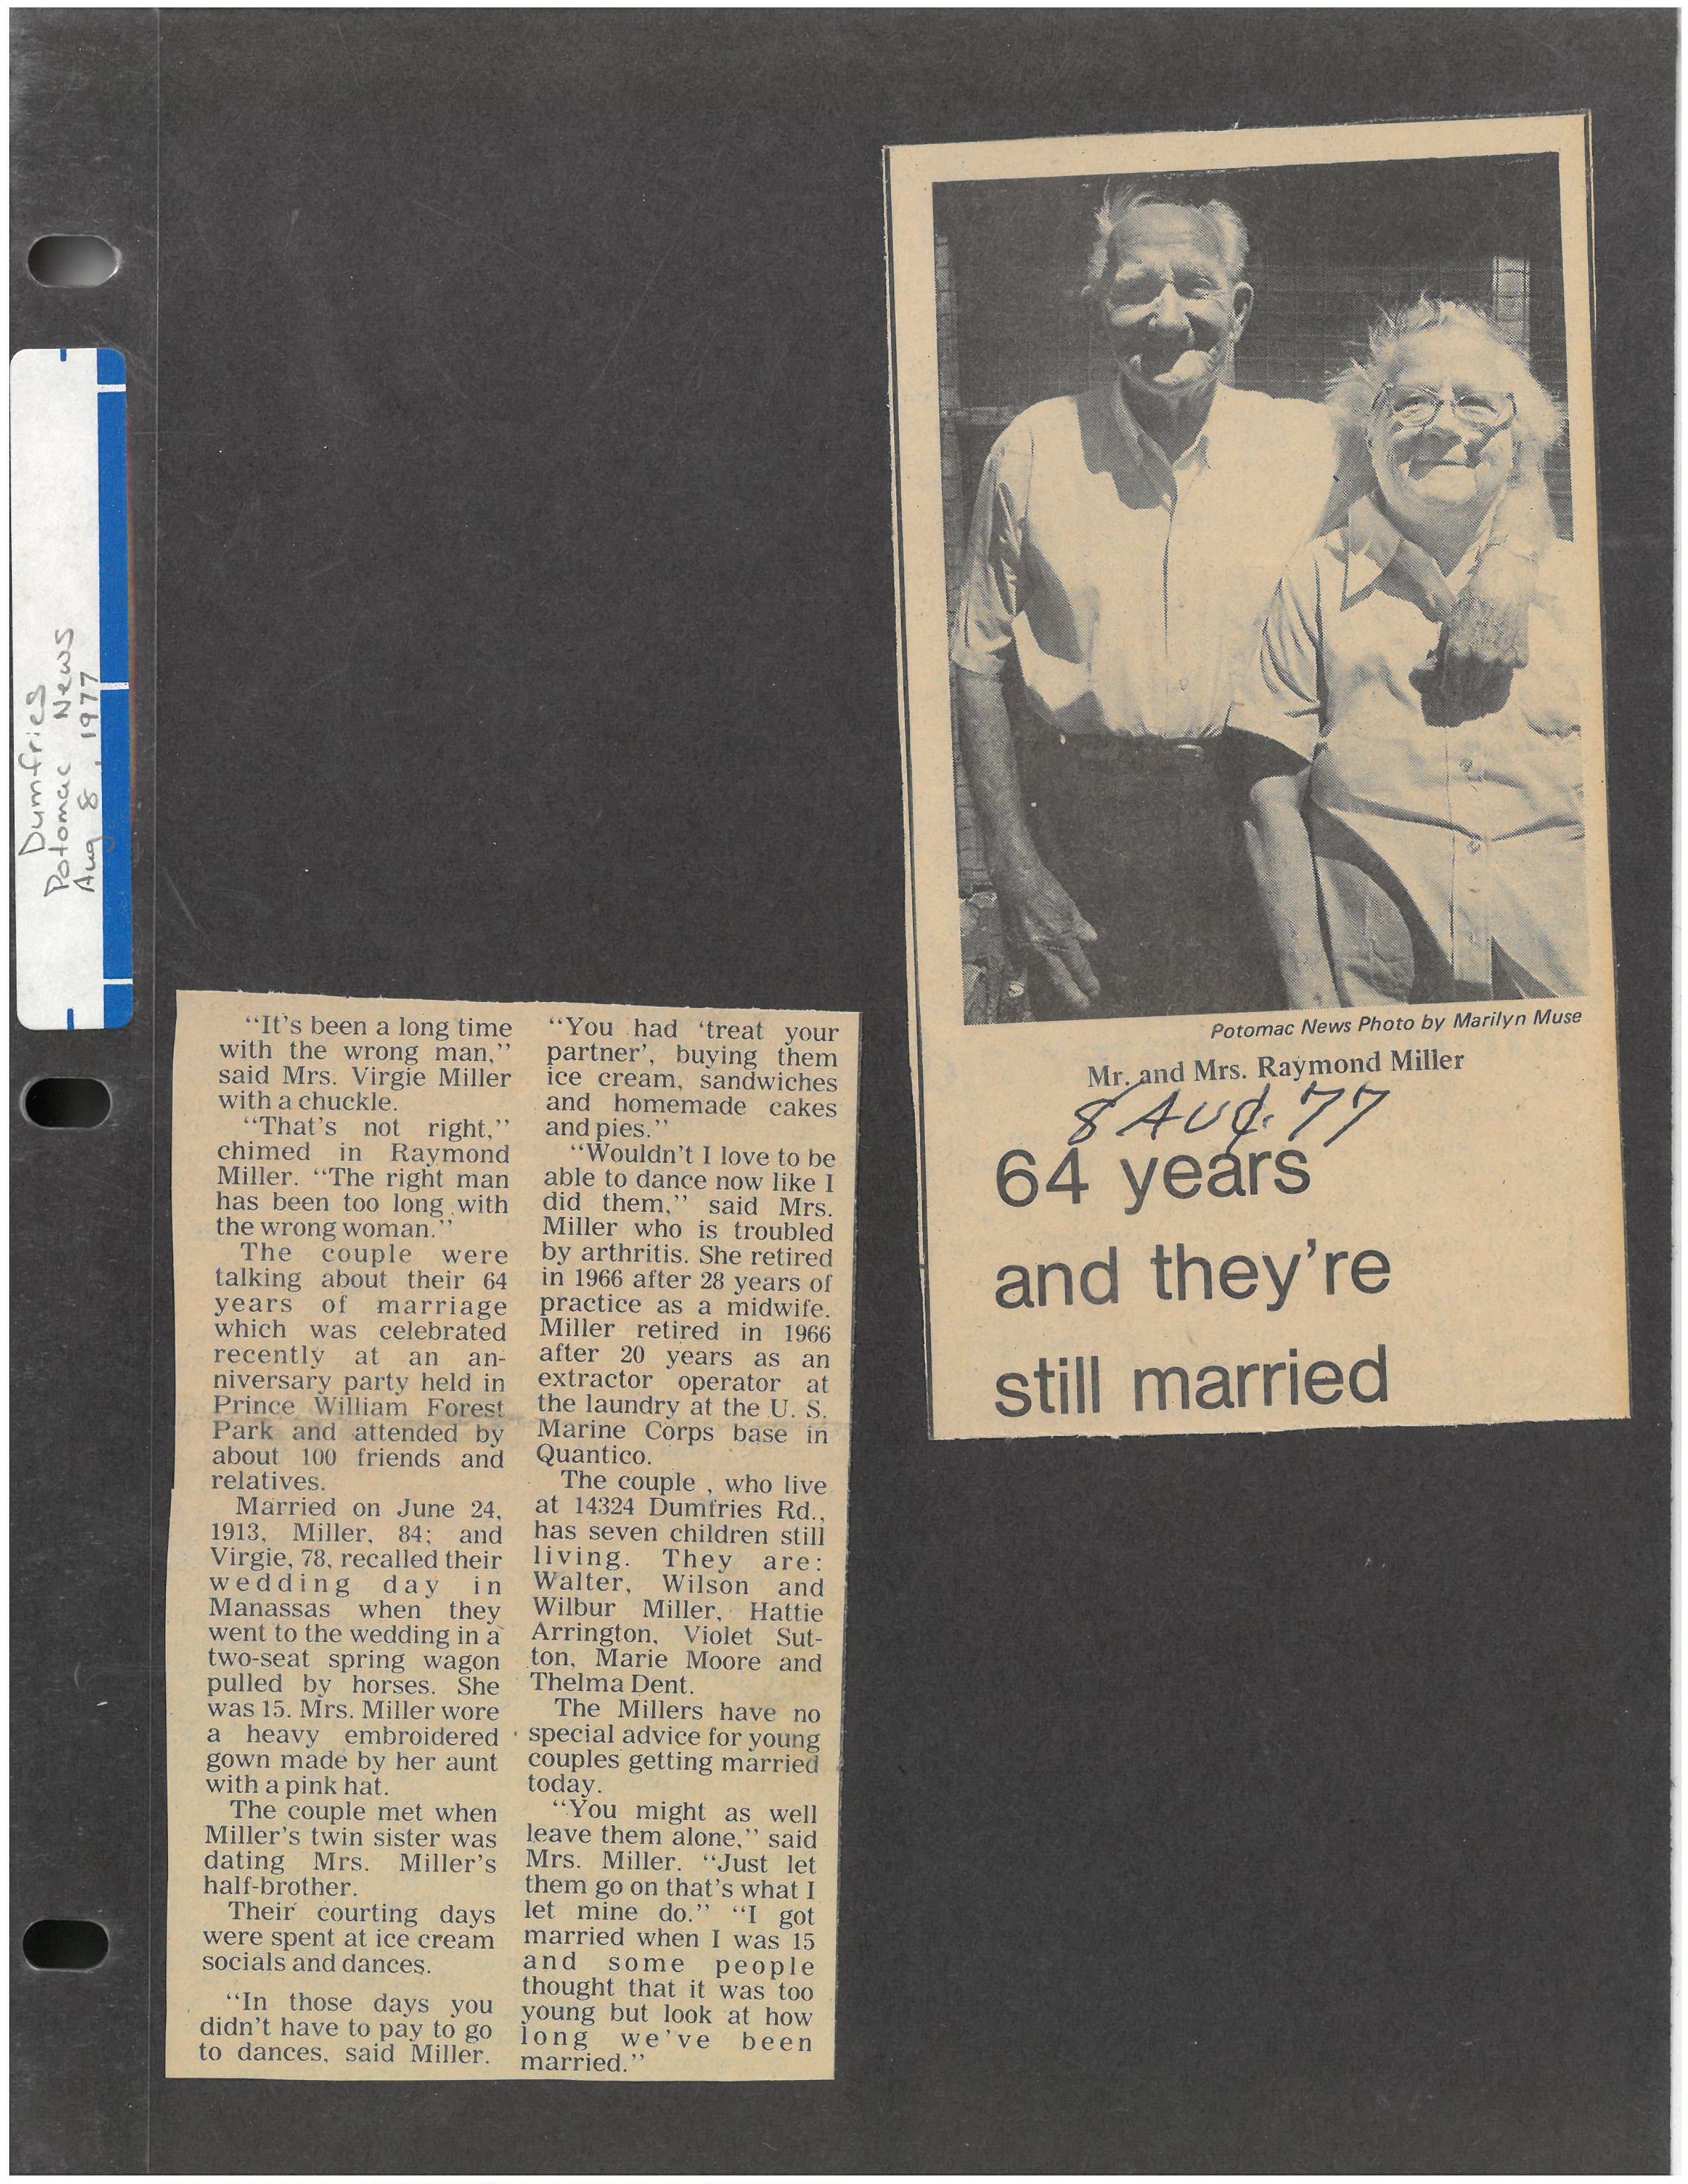 Dumfries
Potomac News
Aug 8, 1977
Potomac News Photo by Marilyn Muse
Mr. and Mrs. Raymond Miller
8 AUG. 77
64 years
and they're
still married
“It's been a long time
with the wrong man,”
said Mrs. Virgie Miller
with a chuckle.
“That's not right,”
chimed in Raymond
Miller. “The right man
has been too long with
the wrong woman.”
The couple were
talking about their 64
years of marriage
which was celebrated
recently at an an-
niversary party held in
Prince William Forest
Park and attended by
about 100 friends and
relatives.
Married on June 24,
1913, Miller, 84; and
Virgie, 78, recalled their
wedding day in
Manassas when they
went to the wedding in a
two-seat spring wagon
pulled by horses. She
was 15. Mrs. Miller wore
a heavy embroidered
gown made by her aunt
with a pink hat.
The couple met when
Miller's twin sister was
dating Mrs. Miller's
half-brother.
Their courting days
were spent at ice cream
socials and dances.
“In those days you
didn't have to pay to go
to dances, said Miller.
“You had ‘treat your
partner’, buying them
ice cream, sandwiches
and homemade cakes
and pies.”
“Wouldn't I love to be
able to dance now like I
did them,” said Mrs.
Miller who is troubled
by arthritis. She retired
in 1966 after 28 years of
practice as a midwife.
Miller retired in 1966
after 20 years as an
extractor operator at
the laundry at the U. S.
Marine Corps base in
Quantico.
The couple , who live
at 14324 Dumfries Rd.,
has seven children still
living. They are:
Walter, Wilson and
Wilbur Miller, Hattie
Arrington, Violet Sut-
ton, Marie Moore and
Thelma Dent.
The Millers have no
special advice for young
couples getting married
today.
“You might as well
leave them alone,” said
Mrs. Miller. “Just let
them go on that's what I
let mine do.” “I got
married when I was 15
and some people
thought that it was too
young but look at how
long we've been
married.”